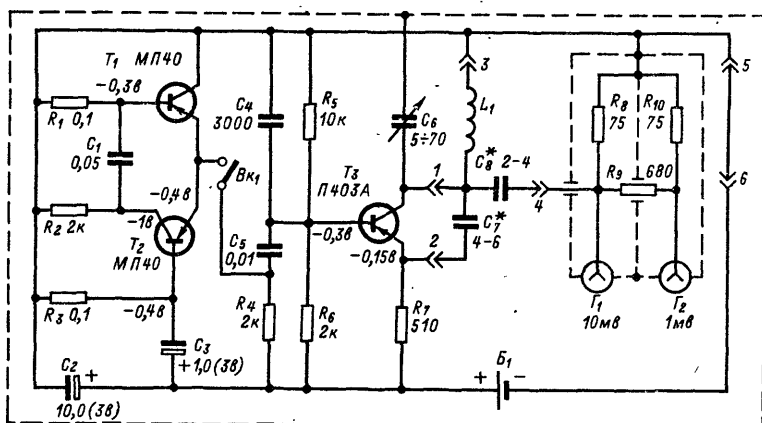 T₁ МП40
−0,3в
R₁ 0,1
C₁
0,05
−0,4в
−1в
R₂ 2к
T₂
МП40
R₃ 0,1
−0,4в
C₃
+ 1,0(3в)
C₂ +
10,0(3в)
Вк₁
C₄
3000
R₅
10к
C₅
0,01
R₄
2к
R₆
2к
T₃
П403А
−0,3в
−0,15в
C₆
5÷70
R₇
510
1
2
3
L₁
C₈*
2-4
C₇*
4-6
4
R₈
75
R₁₀
75
R₉ 680
Г₁
10мв
Г₂
1мв
5
6
Б₁
+ −